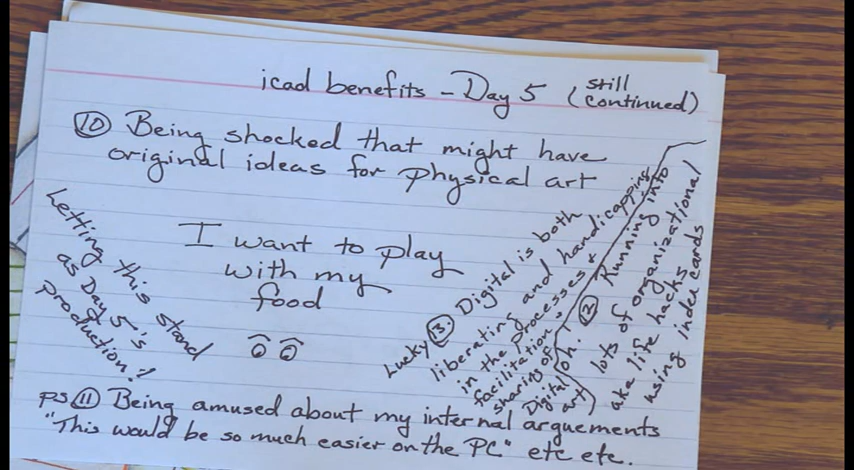 icad benefits - Day 5 (still continued)
⑩ Being shocked that might have
original ideas for physical art
Letting this stand
as Day 5's
production!
I want to play
with my
food
Lucky ⑬. Digital is both
liberating and handicapping
in the processes &
facilitation "
sharing of
Digital
art
oh! ⑫ Running into
lots of organizational
aka life hacks
using index cards
PS ⑪ Being amused about my internal arguements
"This would be so much easier on the PC" etc etc.